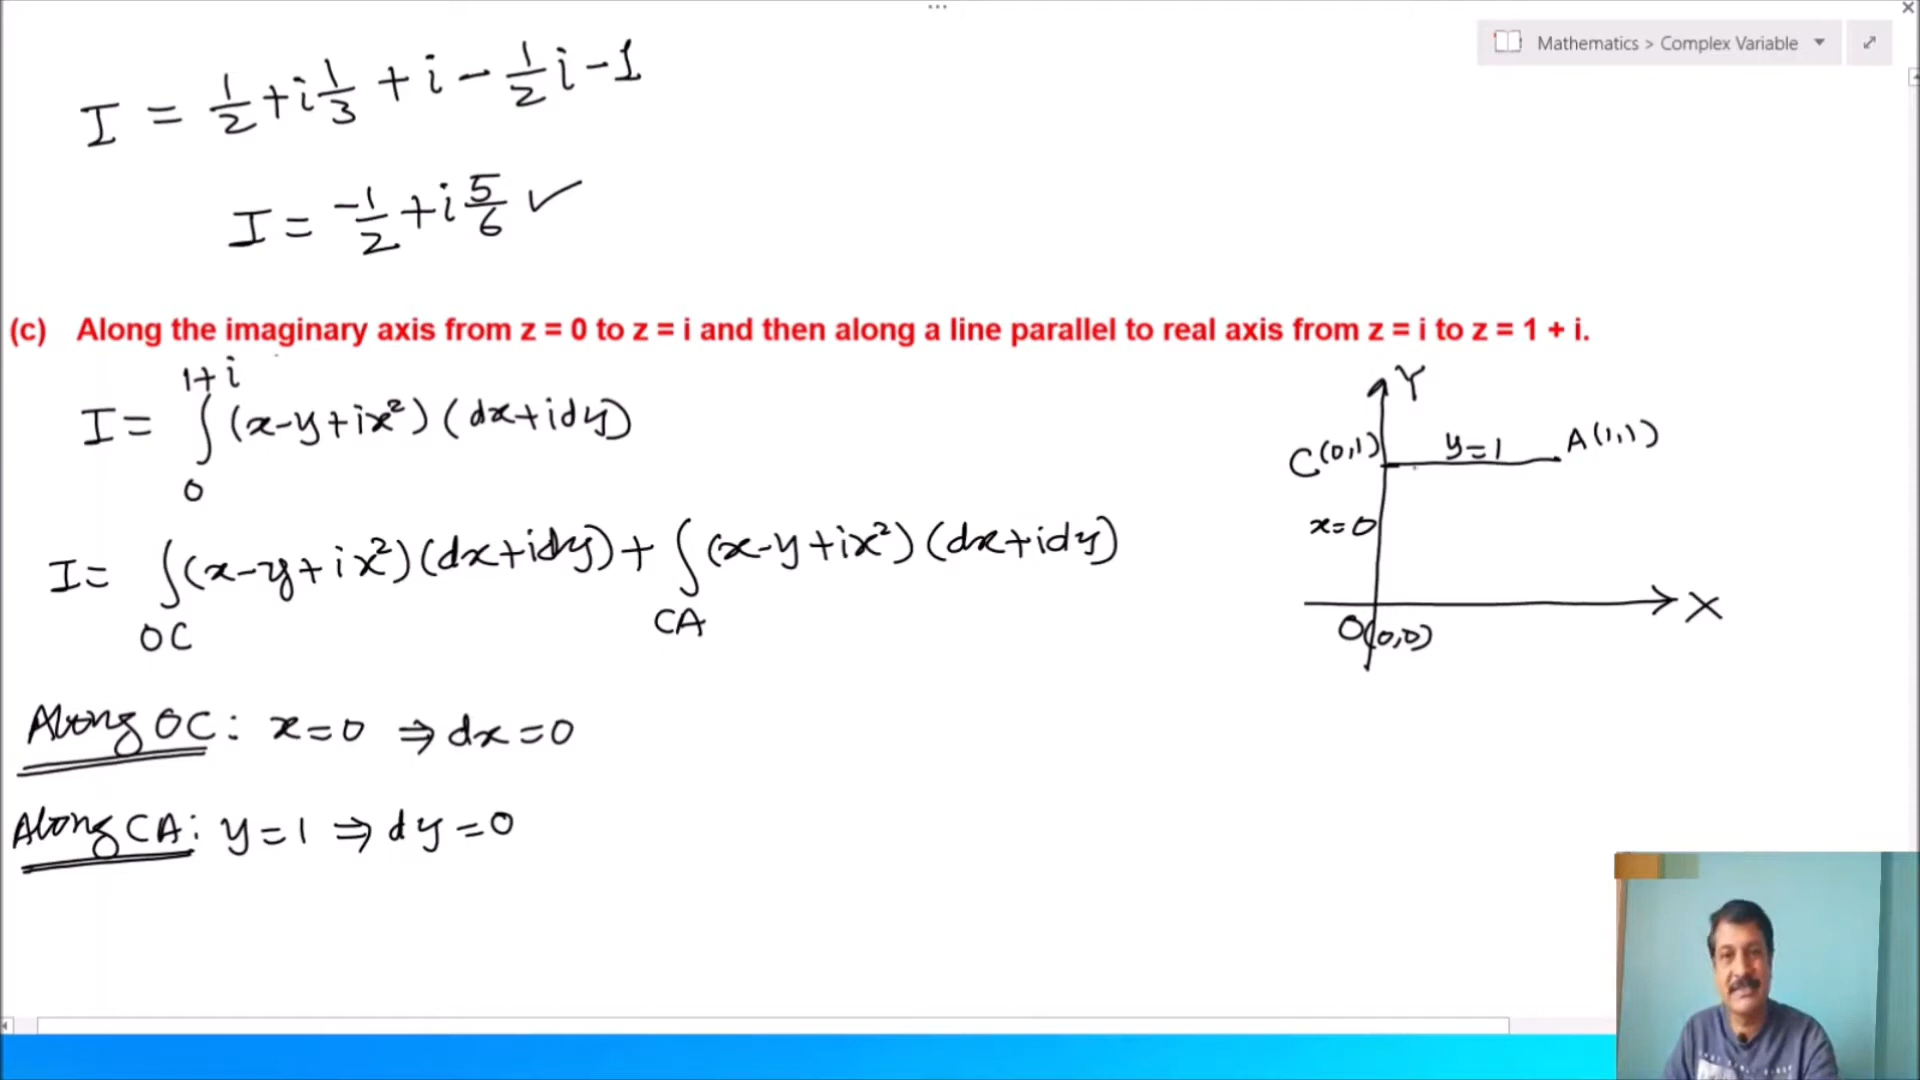 Mathematics > Complex Variable
I = 1/2 + i 1/3 + i - 1/2 i - 1
I = -1/2 + i 5/6 ✓
(c) Along the imaginary axis from z = 0 to z = i and then along a line parallel to real axis from z = i to z = 1 + i.
I = ∫₀^{1+i} (x-y+ix²)(dx+idy)
I = ∫_{OC} (x-y+ix²)(dx+idy) + ∫_{CA} (x-y+ix²)(dx+idy)
Y
C(0,1) y=1 A(1,1)
x=0
X
O(0,0)
Along OC: x=0 ⇒ dx=0
Along CA: y=1 ⇒ dy=0